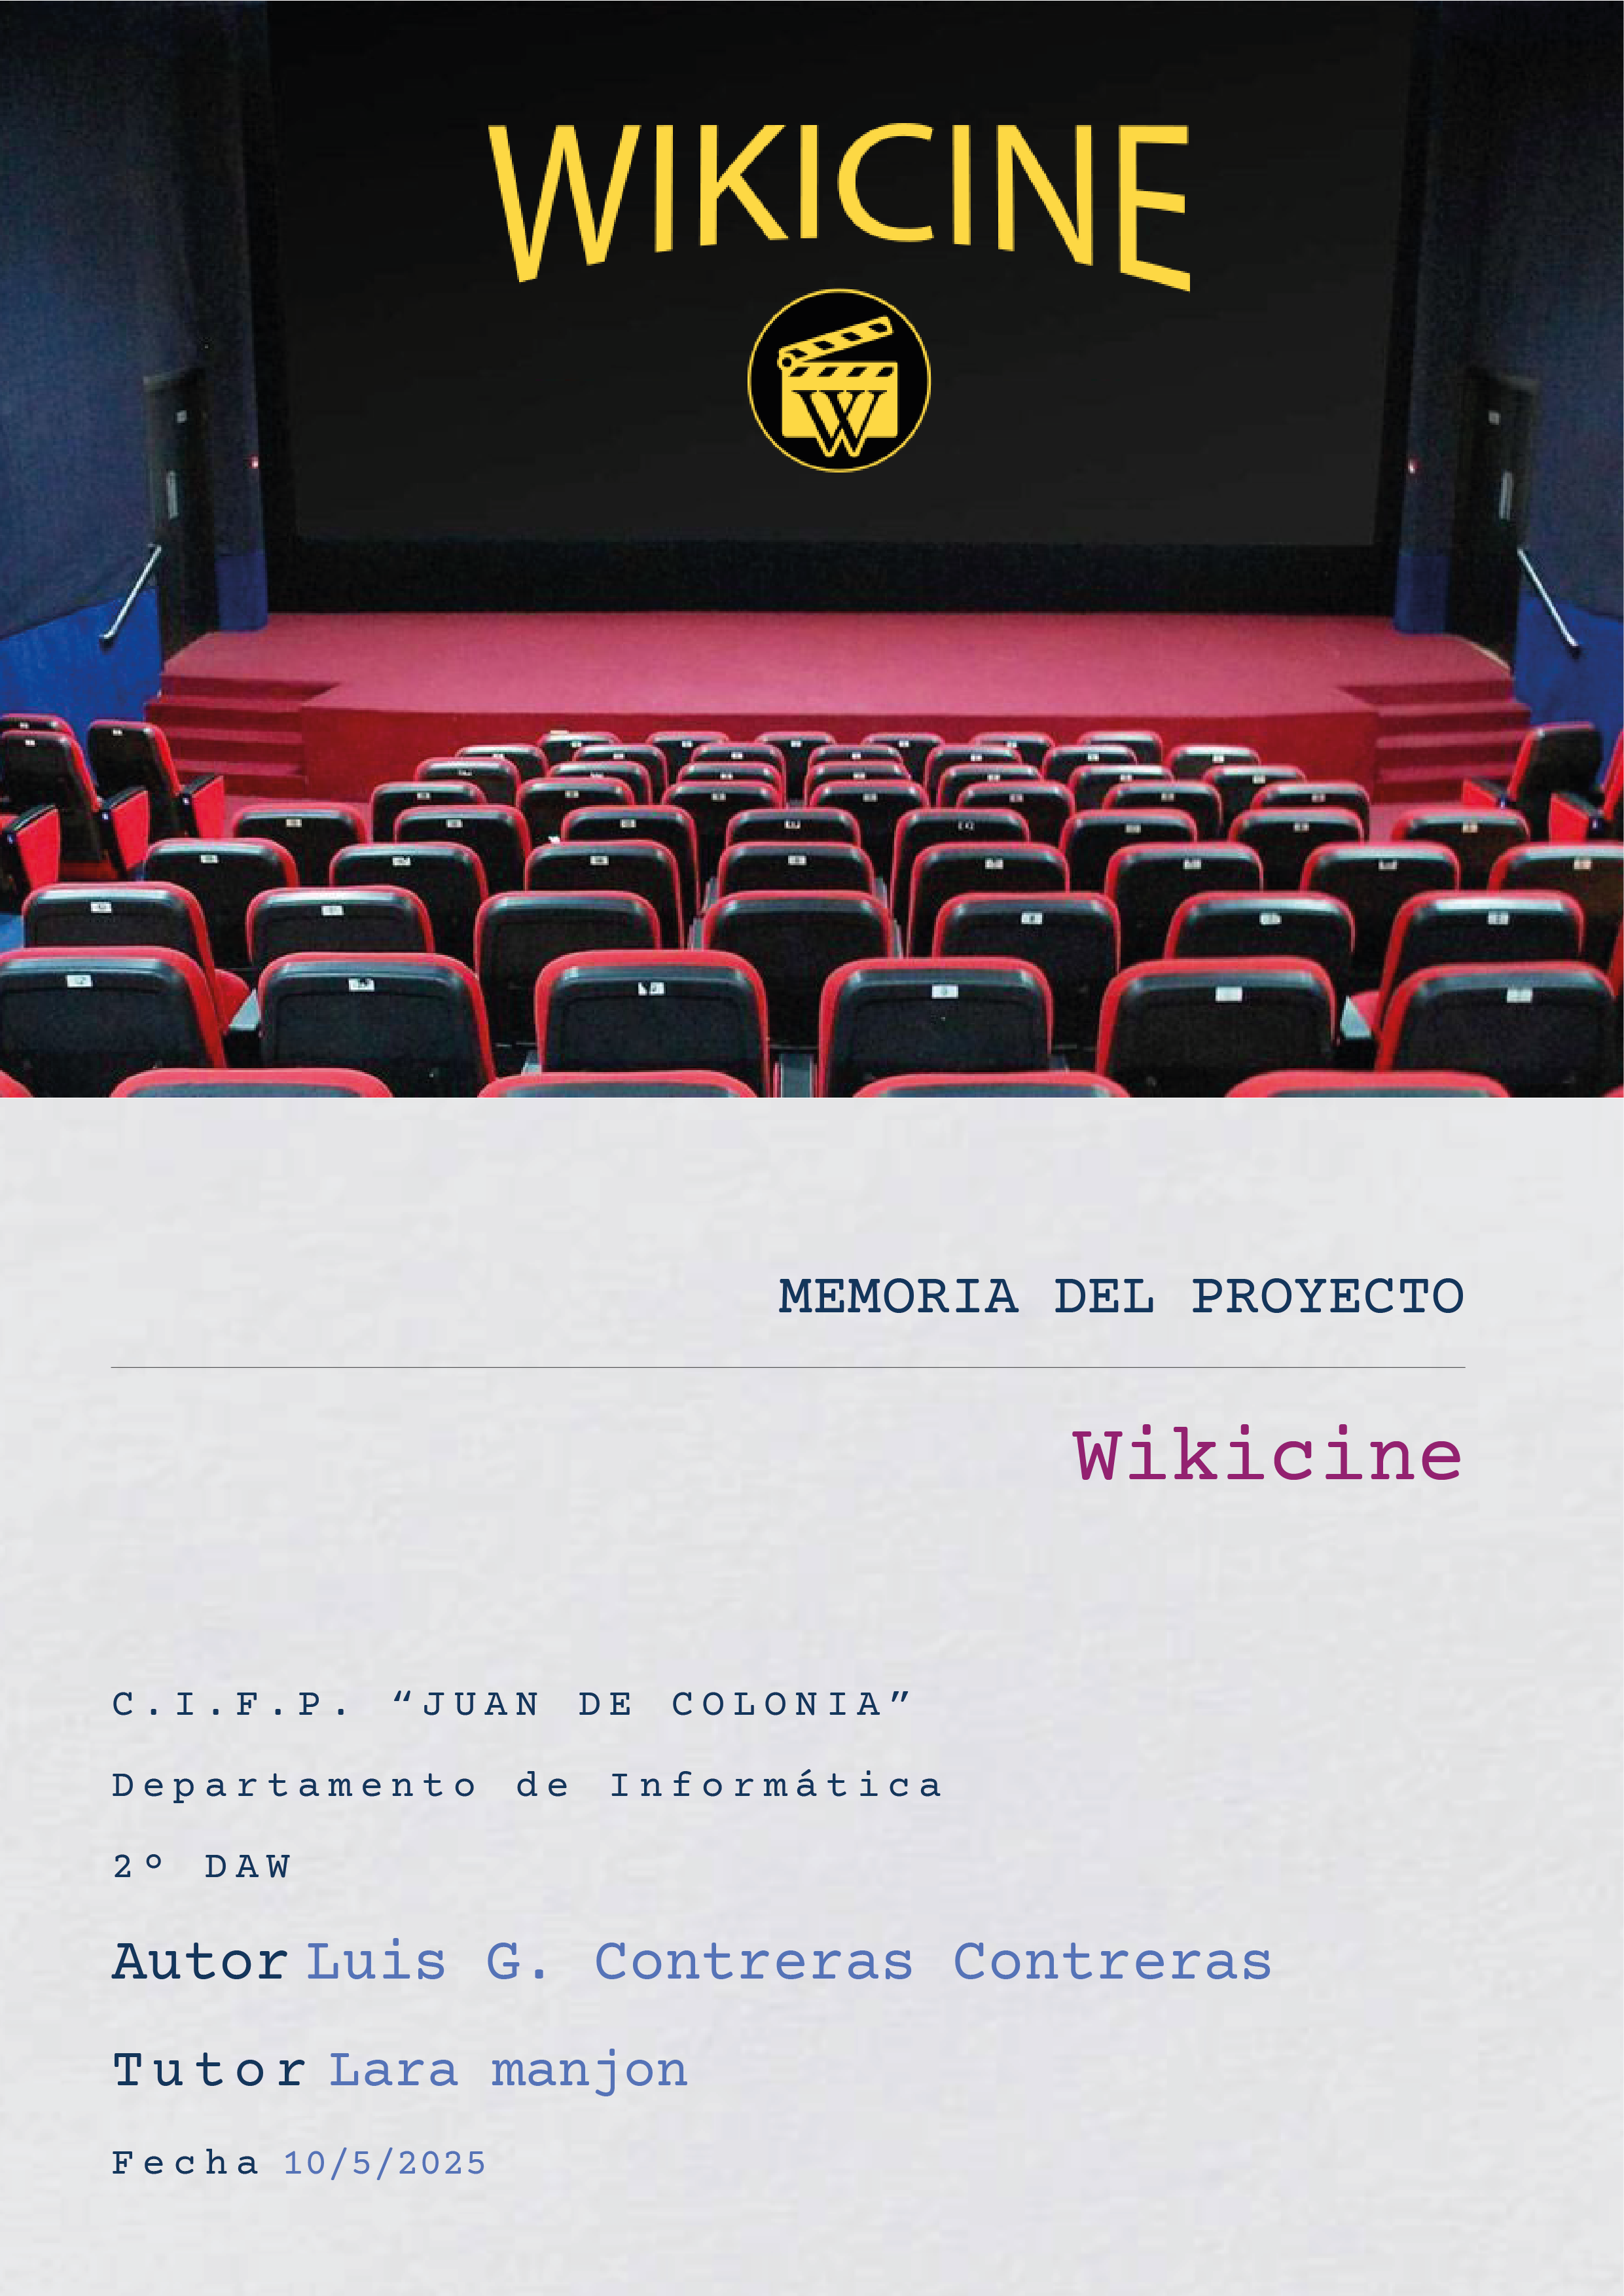 WIKICINE
W
MEMORIA DEL PROYECTO
Wikicine
C.I.F.P. “JUAN DE COLONIA”
Departamento de Informática
2º DAW
Autor Luis G. Contreras Contreras
Tutor Lara manjon
Fecha 10/5/2025